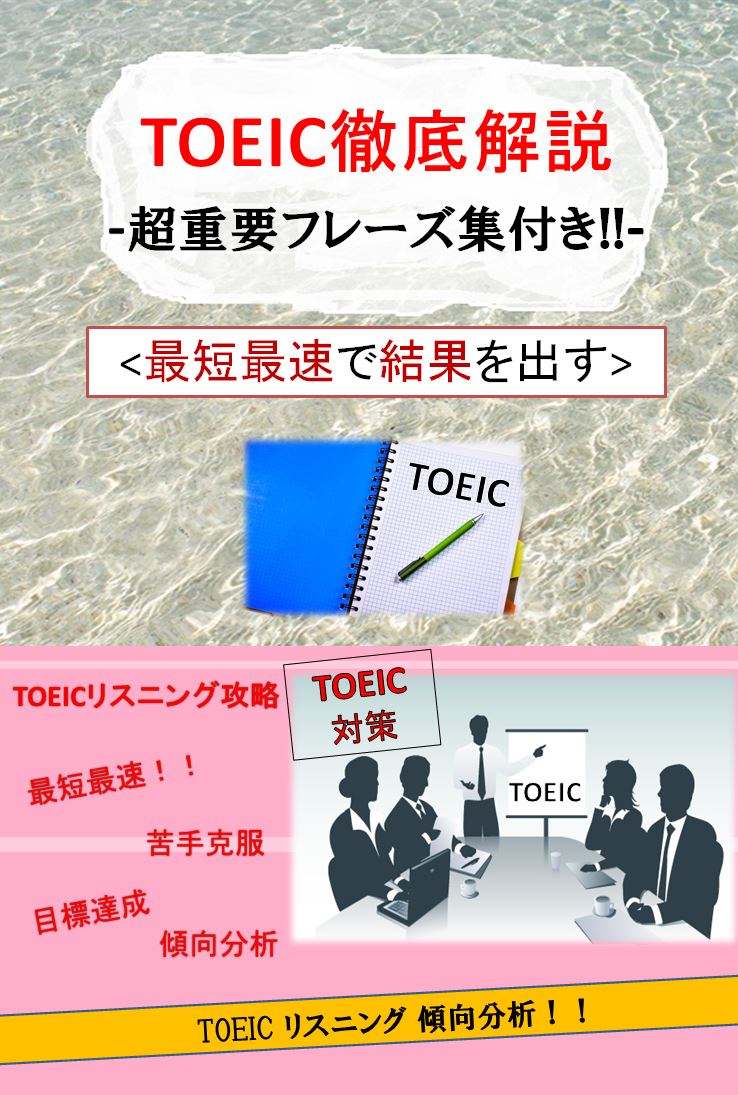 TOEIC徹底解説
-超重要フレーズ集付き!!-
<最短最速で結果を出す>
TOEIC
TOEICリスニング攻略
TOEIC
対策
最短最速！！
TOEIC
苦手克服
目標達成
傾向分析
TOEIC リスニング 傾向分析！！